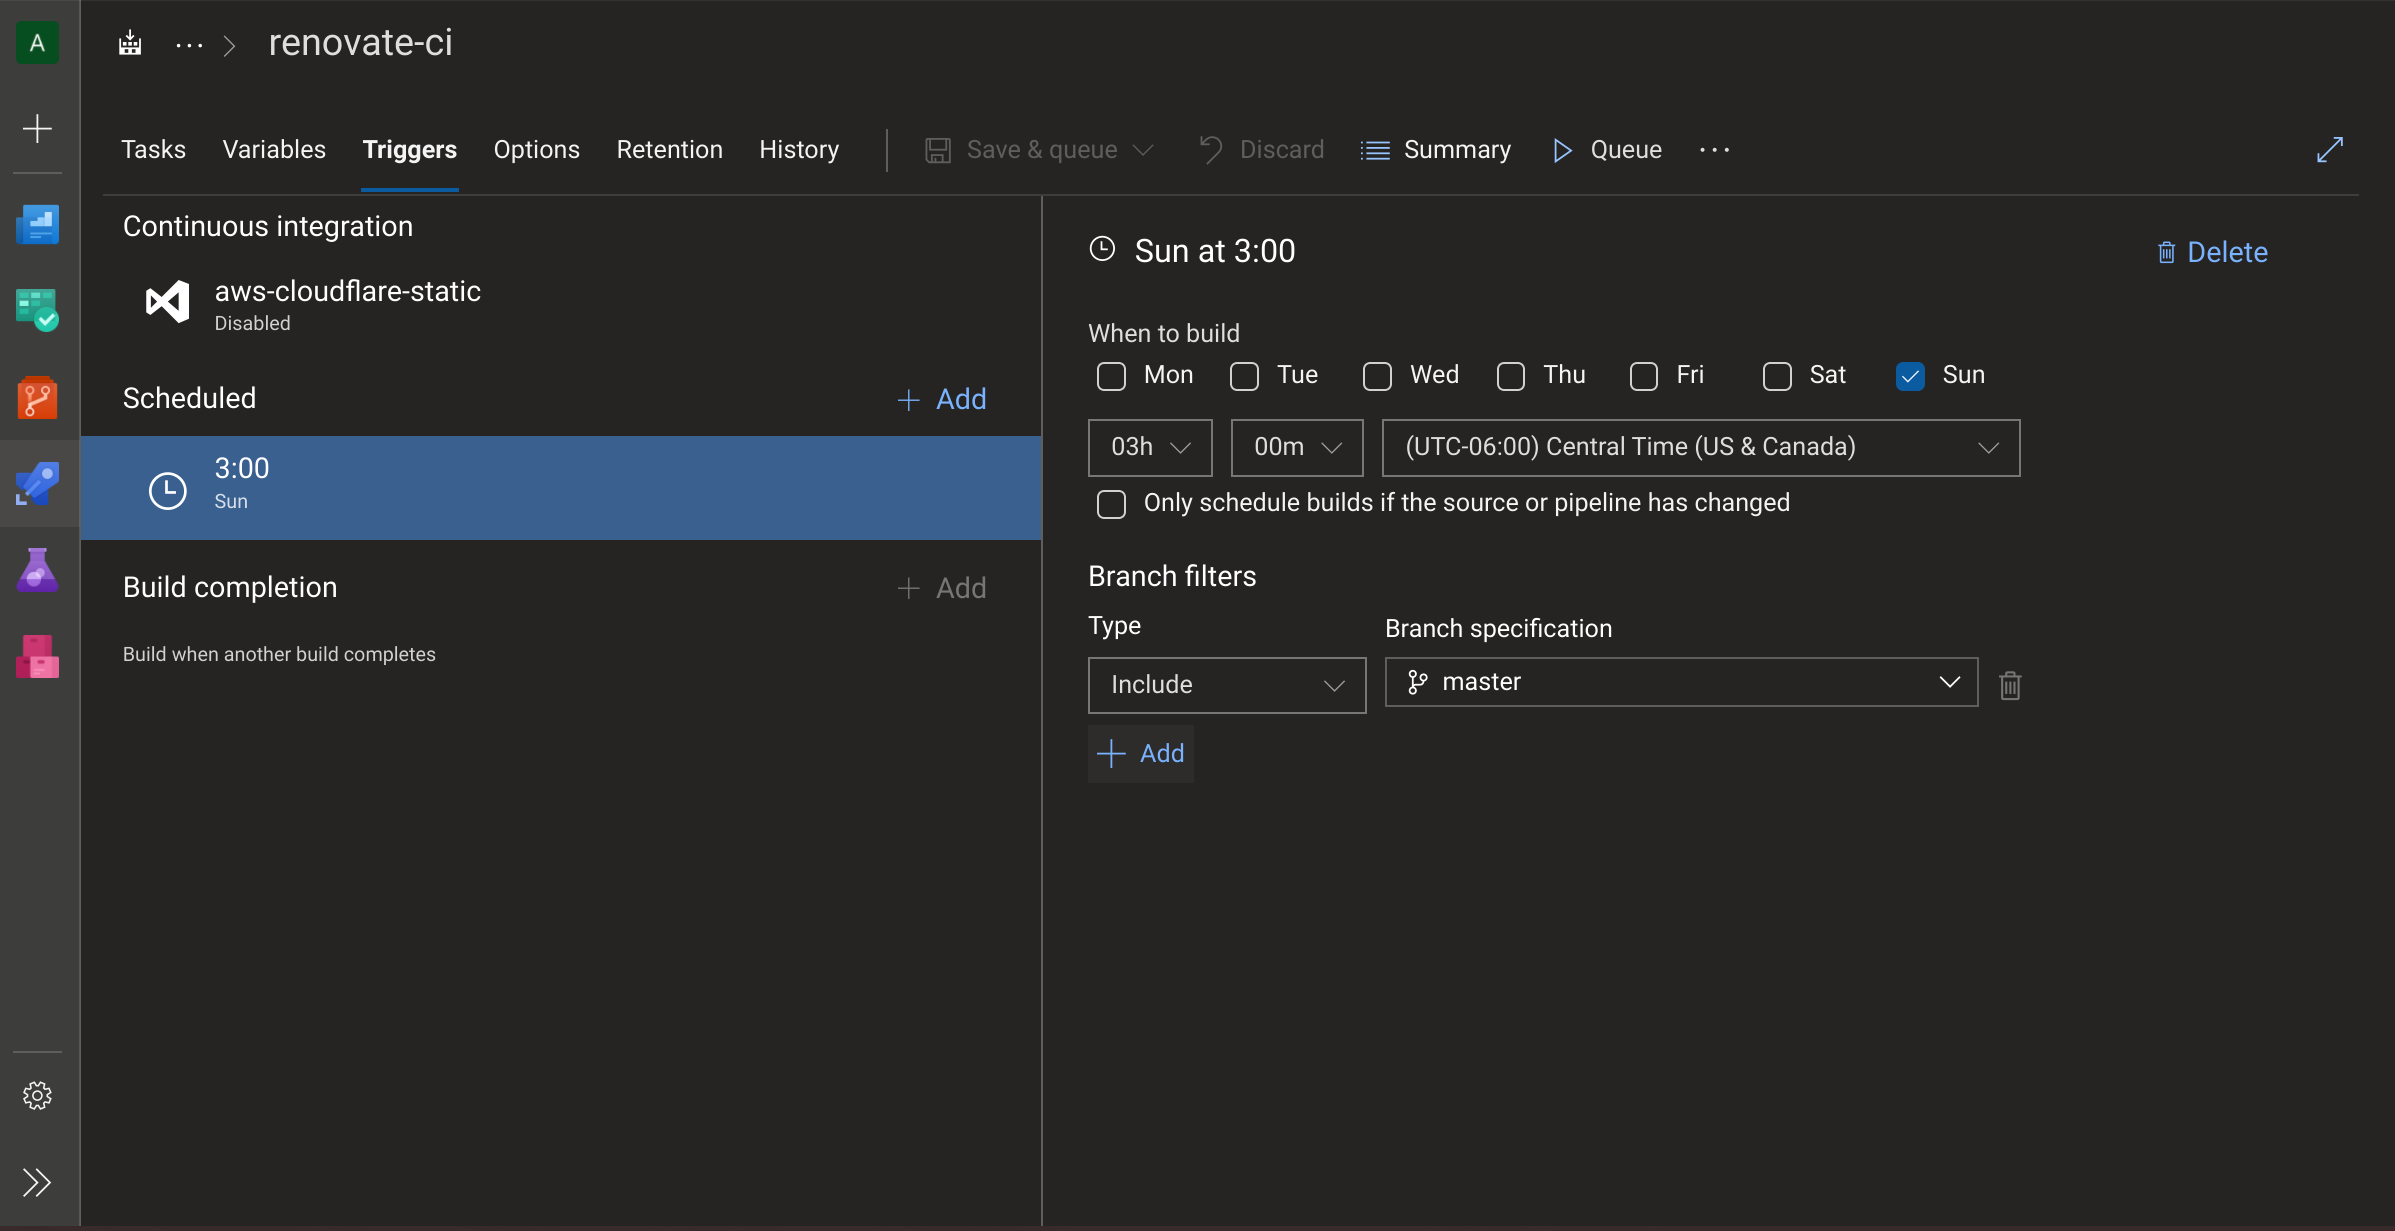 A
··· > renovate-ci
Tasks Variables Triggers Options Retention History Save & queue Discard Summary Queue ···
Continuous integration
aws-cloudflare-static
Disabled
Scheduled + Add
3:00
Sun
Build completion + Add
Build when another build completes
Sun at 3:00 Delete
When to build
Mon Tue Wed Thu Fri Sat Sun
03h 00m (UTC-06:00) Central Time (US & Canada)
Only schedule builds if the source or pipeline has changed
Branch filters
Type Branch specification
Include master
+ Add